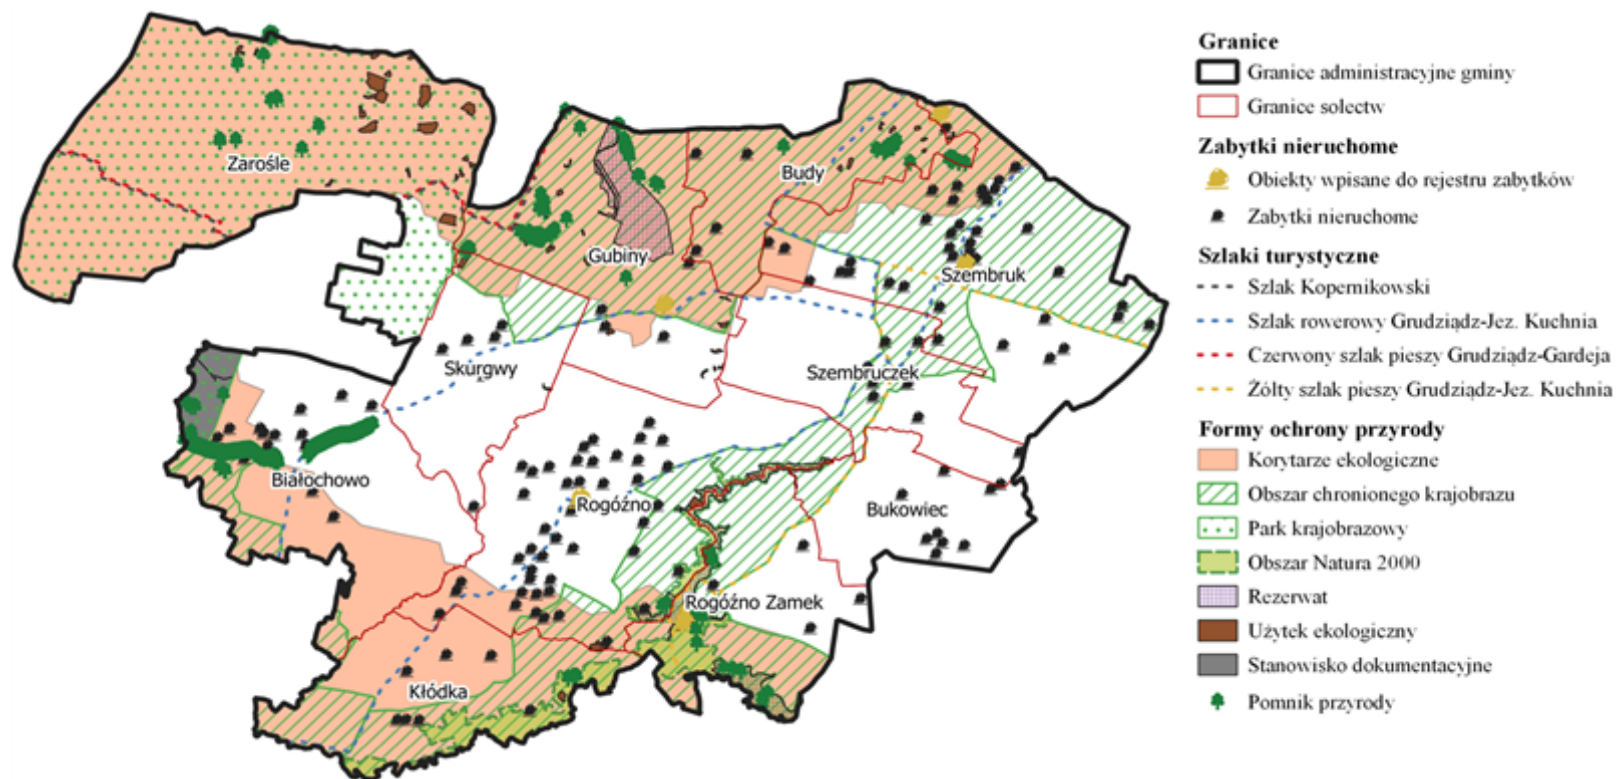 Zarośle
Budy
Gubiny
Szembruk
Skurgwy
Szembruczek
Białochowo
Rogóźno
Bukowiec
Rogóźno Zamek
Kłódka
Granice
Granice administracyjne gminy
Granice sołectw
Zabytki nieruchome
Obiekty wpisane do rejestru zabytków
Zabytki nieruchome
Szlaki turystyczne
Szlak Kopernikowski
Szlak rowerowy Grudziądz-Jez. Kuchnia
Czerwony szlak pieszy Grudziądz-Gardeja
Żółty szlak pieszy Grudziądz-Jez. Kuchnia
Formy ochrony przyrody
Korytarze ekologiczne
Obszar chronionego krajobrazu
Park krajobrazowy
Obszar Natura 2000
Rezerwat
Użytek ekologiczny
Stanowisko dokumentacyjne
Pomnik przyrody